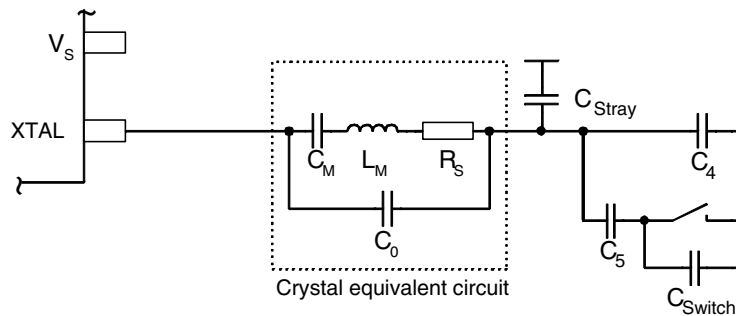 V_S
XTAL
C_Stray
C_M L_M R_S
C_4
C_0
C_5
Crystal equivalent circuit
C_Switch